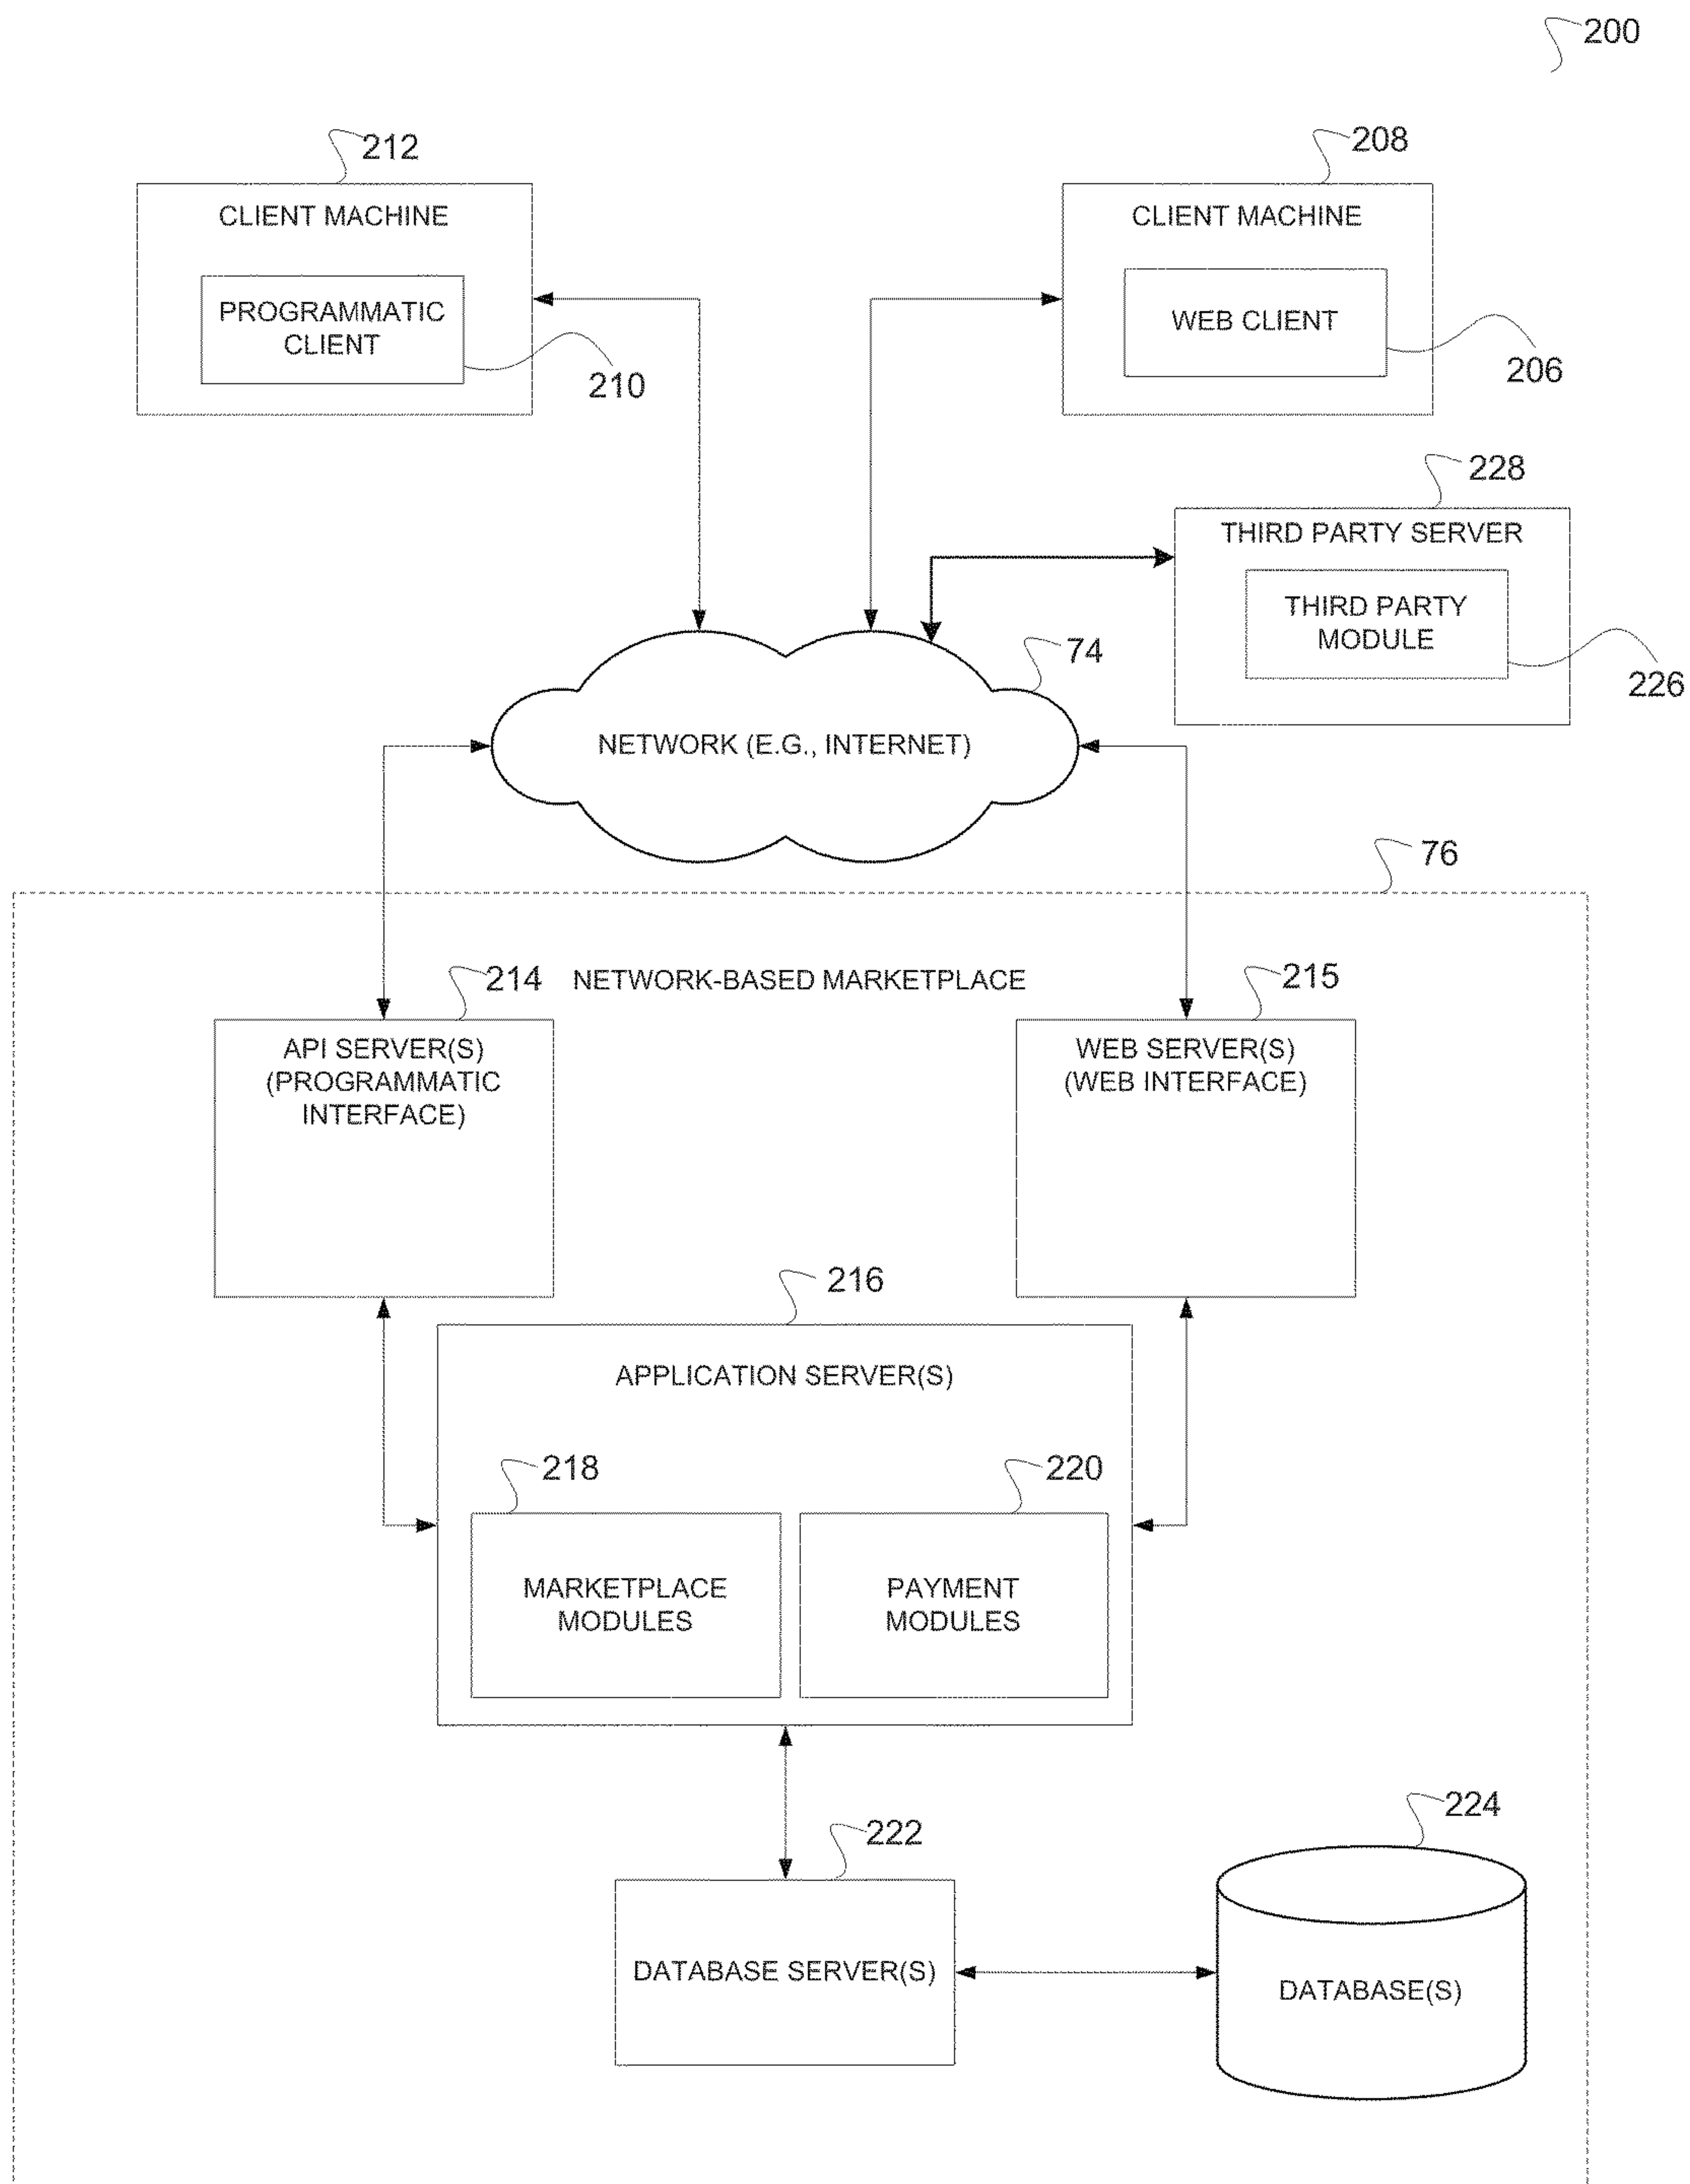 200
212
208
CLIENT MACHINE
CLIENT MACHINE
PROGRAMMATIC
CLIENT
WEB CLIENT
210
206
228
THIRD PARTY SERVER
THIRD PARTY
MODULE
226
74
NETWORK (E.G., INTERNET)
76
NETWORK-BASED MARKETPLACE
214
215
API SERVER(S)
(PROGRAMMATIC
INTERFACE)
WEB SERVER(S)
(WEB INTERFACE)
216
APPLICATION SERVER(S)
218
220
MARKETPLACE
MODULES
PAYMENT
MODULES
222
224
DATABASE SERVER(S)
DATABASE(S)